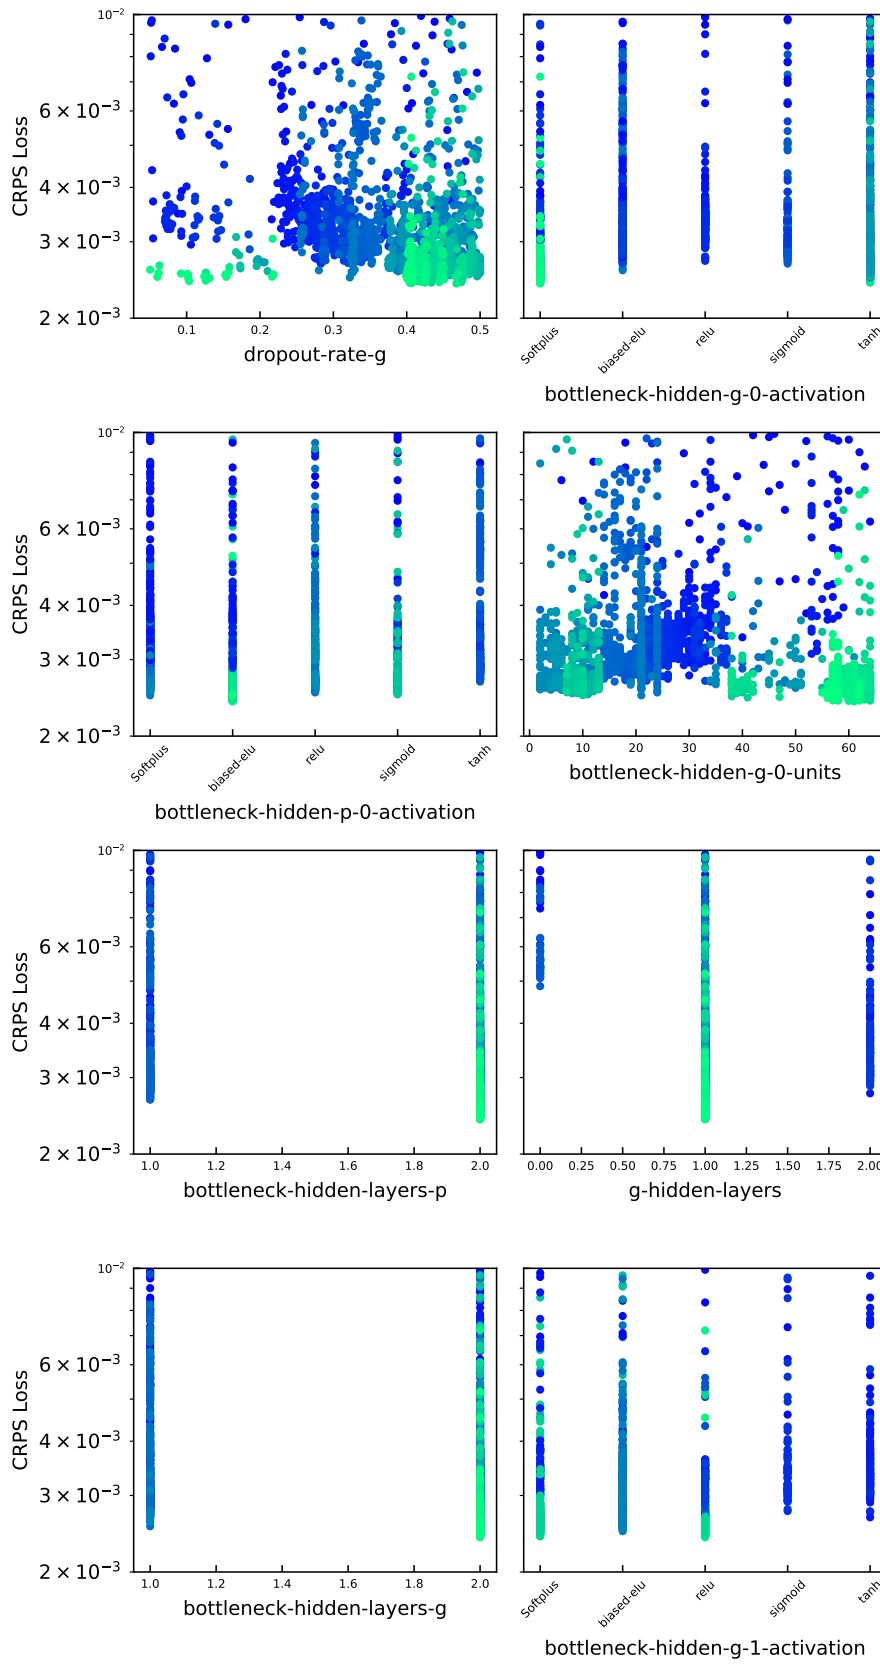 10⁻²
6 × 10⁻³
4 × 10⁻³
3 × 10⁻³
2 × 10⁻³
CRPS Loss
0.1 0.2 0.3 0.4 0.5
dropout-rate-g
Softplus biased-elu relu sigmoid tanh
bottleneck-hidden-g-0-activation
10⁻²
6 × 10⁻³
4 × 10⁻³
3 × 10⁻³
2 × 10⁻³
CRPS Loss
Softplus biased-elu relu sigmoid tanh
bottleneck-hidden-p-0-activation
0 10 20 30 40 50 60
bottleneck-hidden-g-0-units
10⁻²
6 × 10⁻³
4 × 10⁻³
3 × 10⁻³
2 × 10⁻³
CRPS Loss
1.0 1.2 1.4 1.6 1.8 2.0
bottleneck-hidden-layers-p
0.00 0.25 0.50 0.75 1.00 1.25 1.50 1.75 2.00
g-hidden-layers
10⁻²
6 × 10⁻³
4 × 10⁻³
3 × 10⁻³
2 × 10⁻³
CRPS Loss
1.0 1.2 1.4 1.6 1.8 2.0
bottleneck-hidden-layers-g
Softplus biased-elu relu sigmoid tanh
bottleneck-hidden-g-1-activation